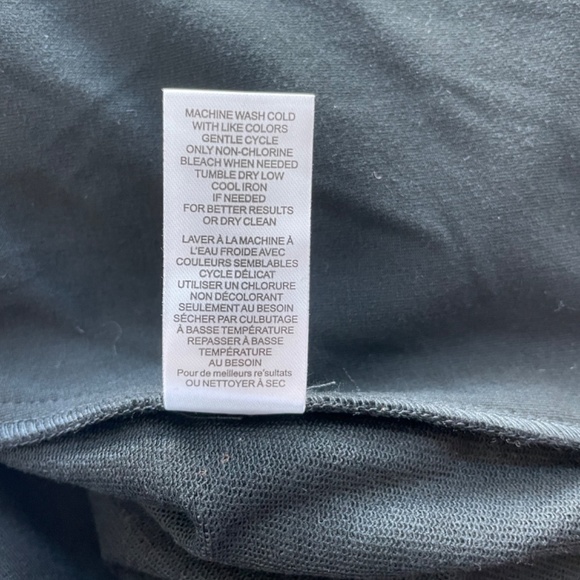 MACHINE WASH COLD
WITH LIKE COLORS
GENTLE CYCLE
ONLY NON-CHLORINE
BLEACH WHEN NEEDED
TUMBLE DRY LOW
COOL IRON
IF NEEDED
FOR BETTER RESULTS
OR DRY CLEAN
LAVER À LA MACHINE À
L'EAU FROIDE AVEC
COULEURS SEMBLABLES
CYCLE DÉLICAT
UTILISER UN CHLORURE
NON DÉCOLORANT
SEULEMENT AU BESOIN
SÉCHER PAR CULBUTAGE
À BASSE TEMPÉRATURE
REPASSER À BASSE
TEMPÉRATURE
AU BESOIN
Pour de meilleurs re'sultats
OU NETTOYER À SEC